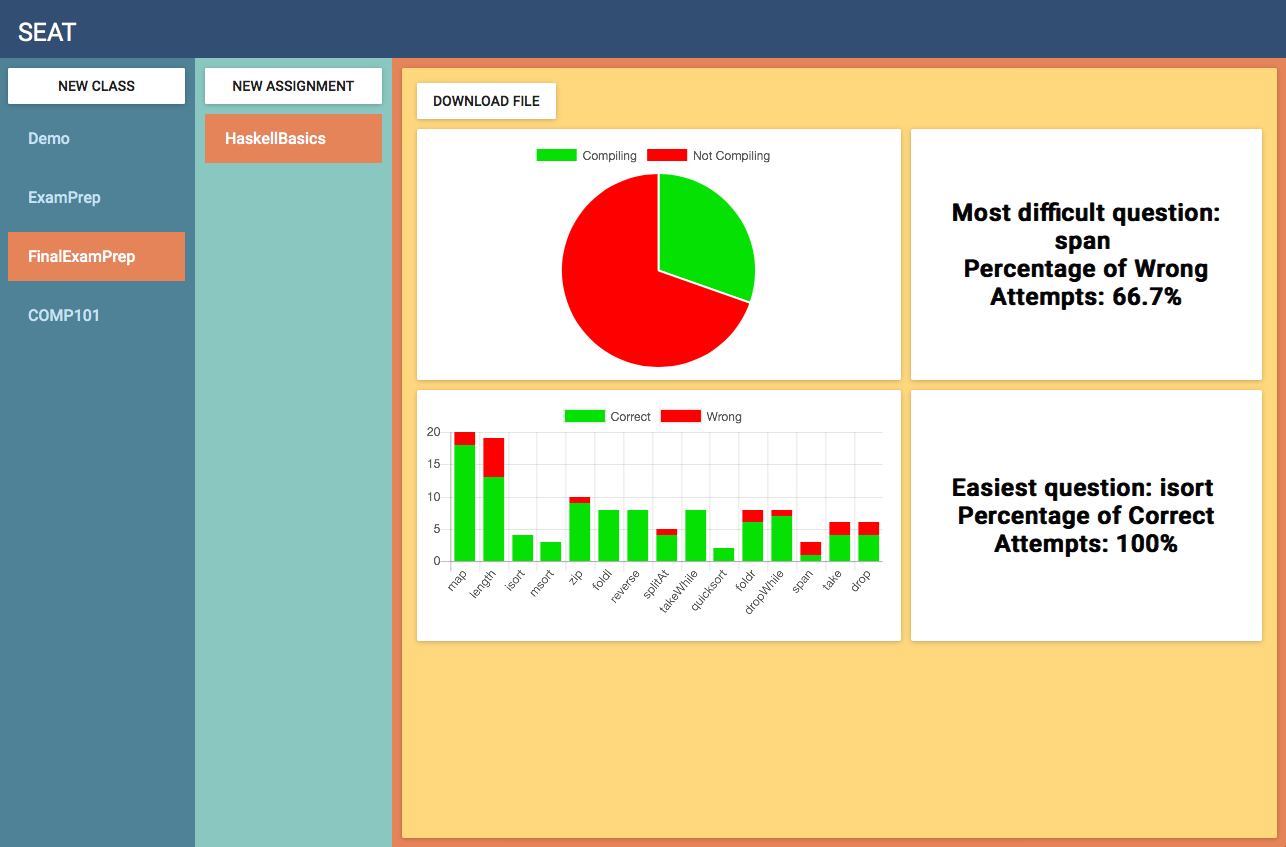 SEAT
NEW CLASS
Demo
ExamPrep
FinalExamPrep
COMP101
NEW ASSIGNMENT
HaskellBasics
DOWNLOAD FILE
Compiling Not Compiling
Most difficult question:
span
Percentage of Wrong
Attempts: 66.7%
Correct Wrong
20
15
10
5
0
map length isort msort zip foldl reverse splitAt takeWhile quicksort foldr dropWhile span take drop
Easiest question: isort
Percentage of Correct
Attempts: 100%